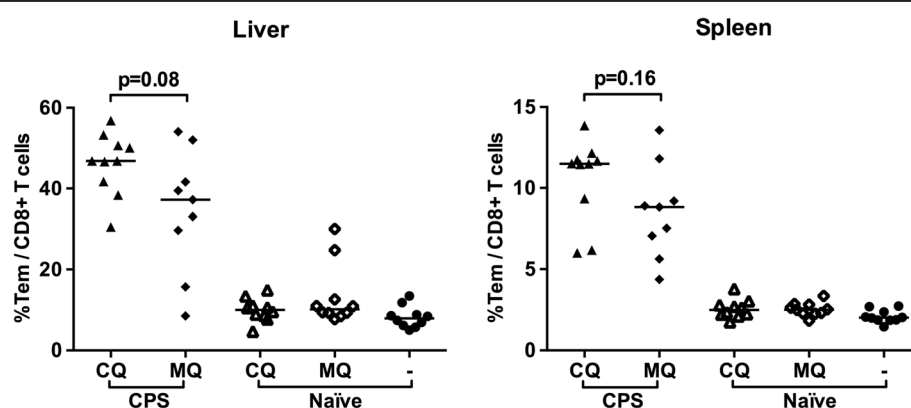 Liver
p=0.08
%Tem / CD8+ T cells
60
40
20
0
CQ MQ CQ MQ -
CPS Naïve
Spleen
p=0.16
%Tem / CD8+ T cells
15
10
5
0
CQ MQ CQ MQ -
CPS Naïve